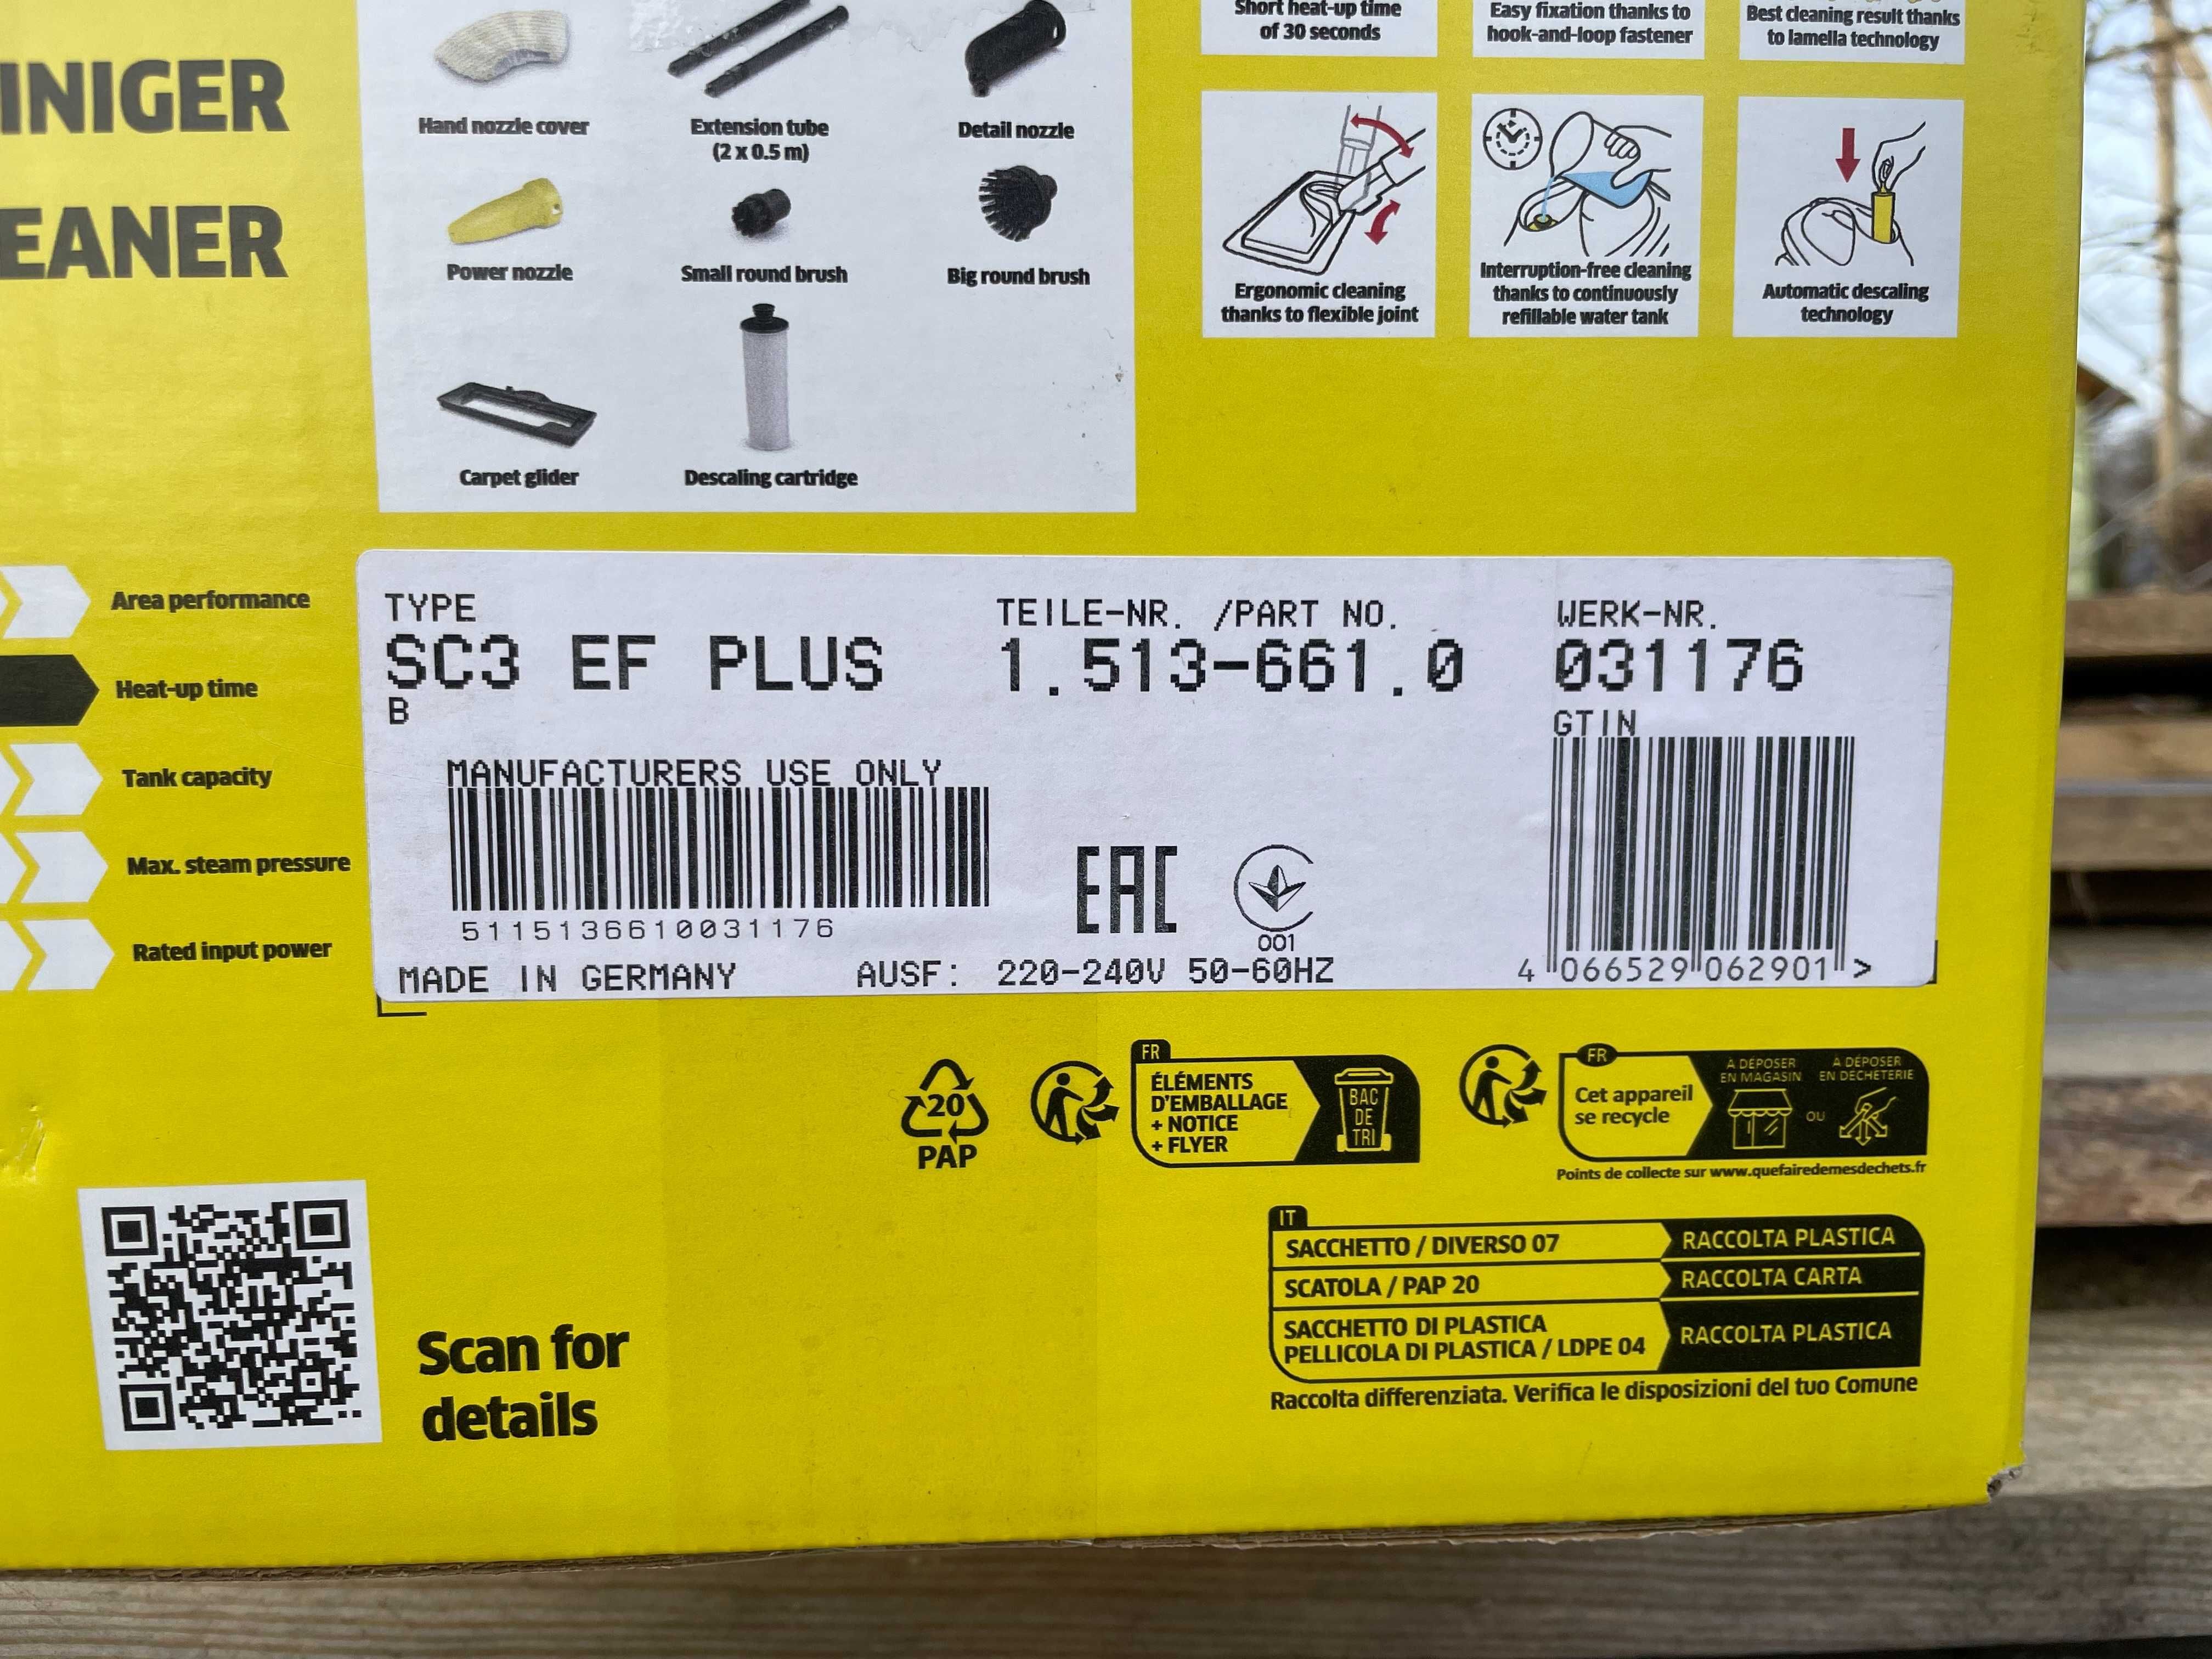 INIGER
EANER
Hand nozzle cover
Extension tube
(2 x 0.5 m)
Detail nozzle
Power nozzle
Small round brush
Big round brush
Carpet glider
Descaling cartridge
Short heat-up time
of 30 seconds
Easy fixation thanks to
hook-and-loop fastener
Best cleaning result thanks
to lamella technology
Ergonomic cleaning
thanks to flexible joint
Interruption-free cleaning
thanks to continuously
refillable water tank
Automatic descaling
technology
Area performance
Heat-up time
Tank capacity
Max. steam pressure
Rated input power
TYPE
SC3 EF PLUS
B
TEILE-NR. /PART NO.
1.513-661.0
WERK-NR.
031176
GTIN
MANUFACTURERS USE ONLY
5115136610031176
EAC
001
4 066529 062901 >
MADE IN GERMANY
AUSF: 220-240V 50-60HZ
20
PAP
FR
ÉLÉMENTS
D'EMBALLAGE
+ NOTICE
+ FLYER
BAC
DE
TRI
FR
Cet appareil
se recycle
À DÉPOSER
EN MAGASIN
OU
À DÉPOSER
EN DÉCHÈTERIE
Points de collecte sur www.quefairedemesdechets.fr
IT
SACCHETTO / DIVERSO 07
RACCOLTA PLASTICA
SCATOLA / PAP 20
RACCOLTA CARTA
SACCHETTO DI PLASTICA
PELLICOLA DI PLASTICA / LDPE 04
RACCOLTA PLASTICA
Raccolta differenziata. Verifica le disposizioni del tuo Comune
Scan for
details